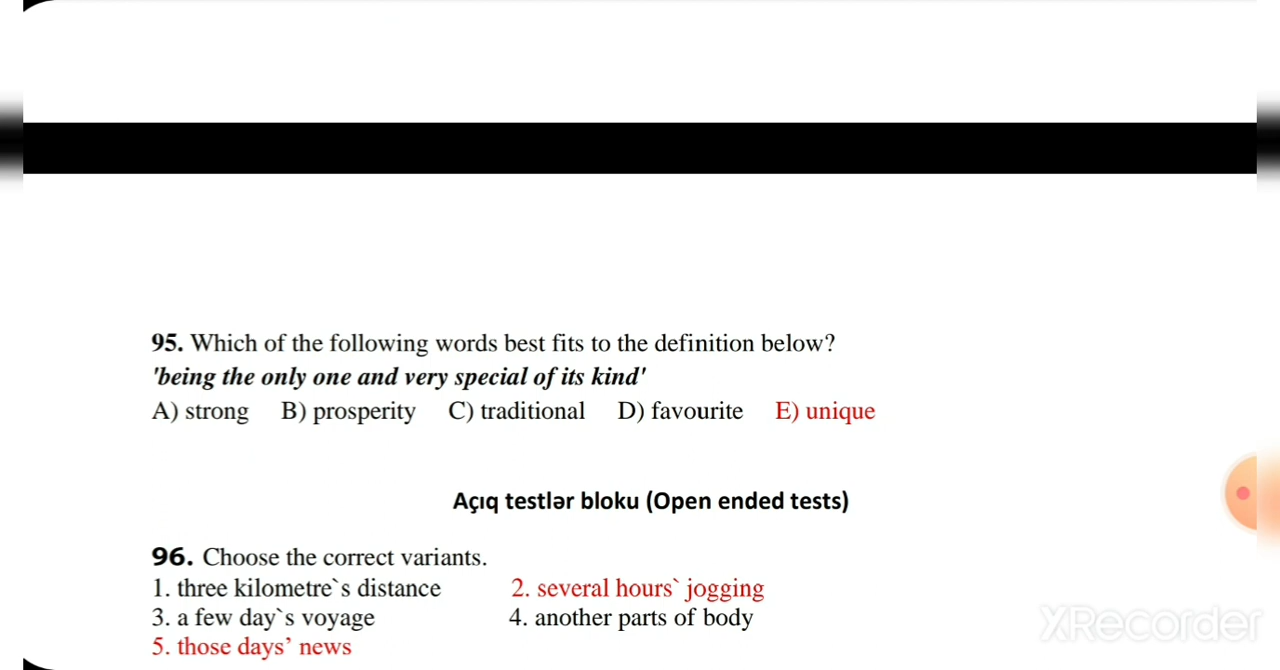 95. Which of the following words best fits to the definition below?
'being the only one and very special of its kind'
A) strong B) prosperity C) traditional D) favourite E) unique
Açıq testlər bloku (Open ended tests)
96. Choose the correct variants.
1. three kilometre`s distance 2. several hours` jogging
3. a few day`s voyage 4. another parts of body
5. those days’ news
XRecorder